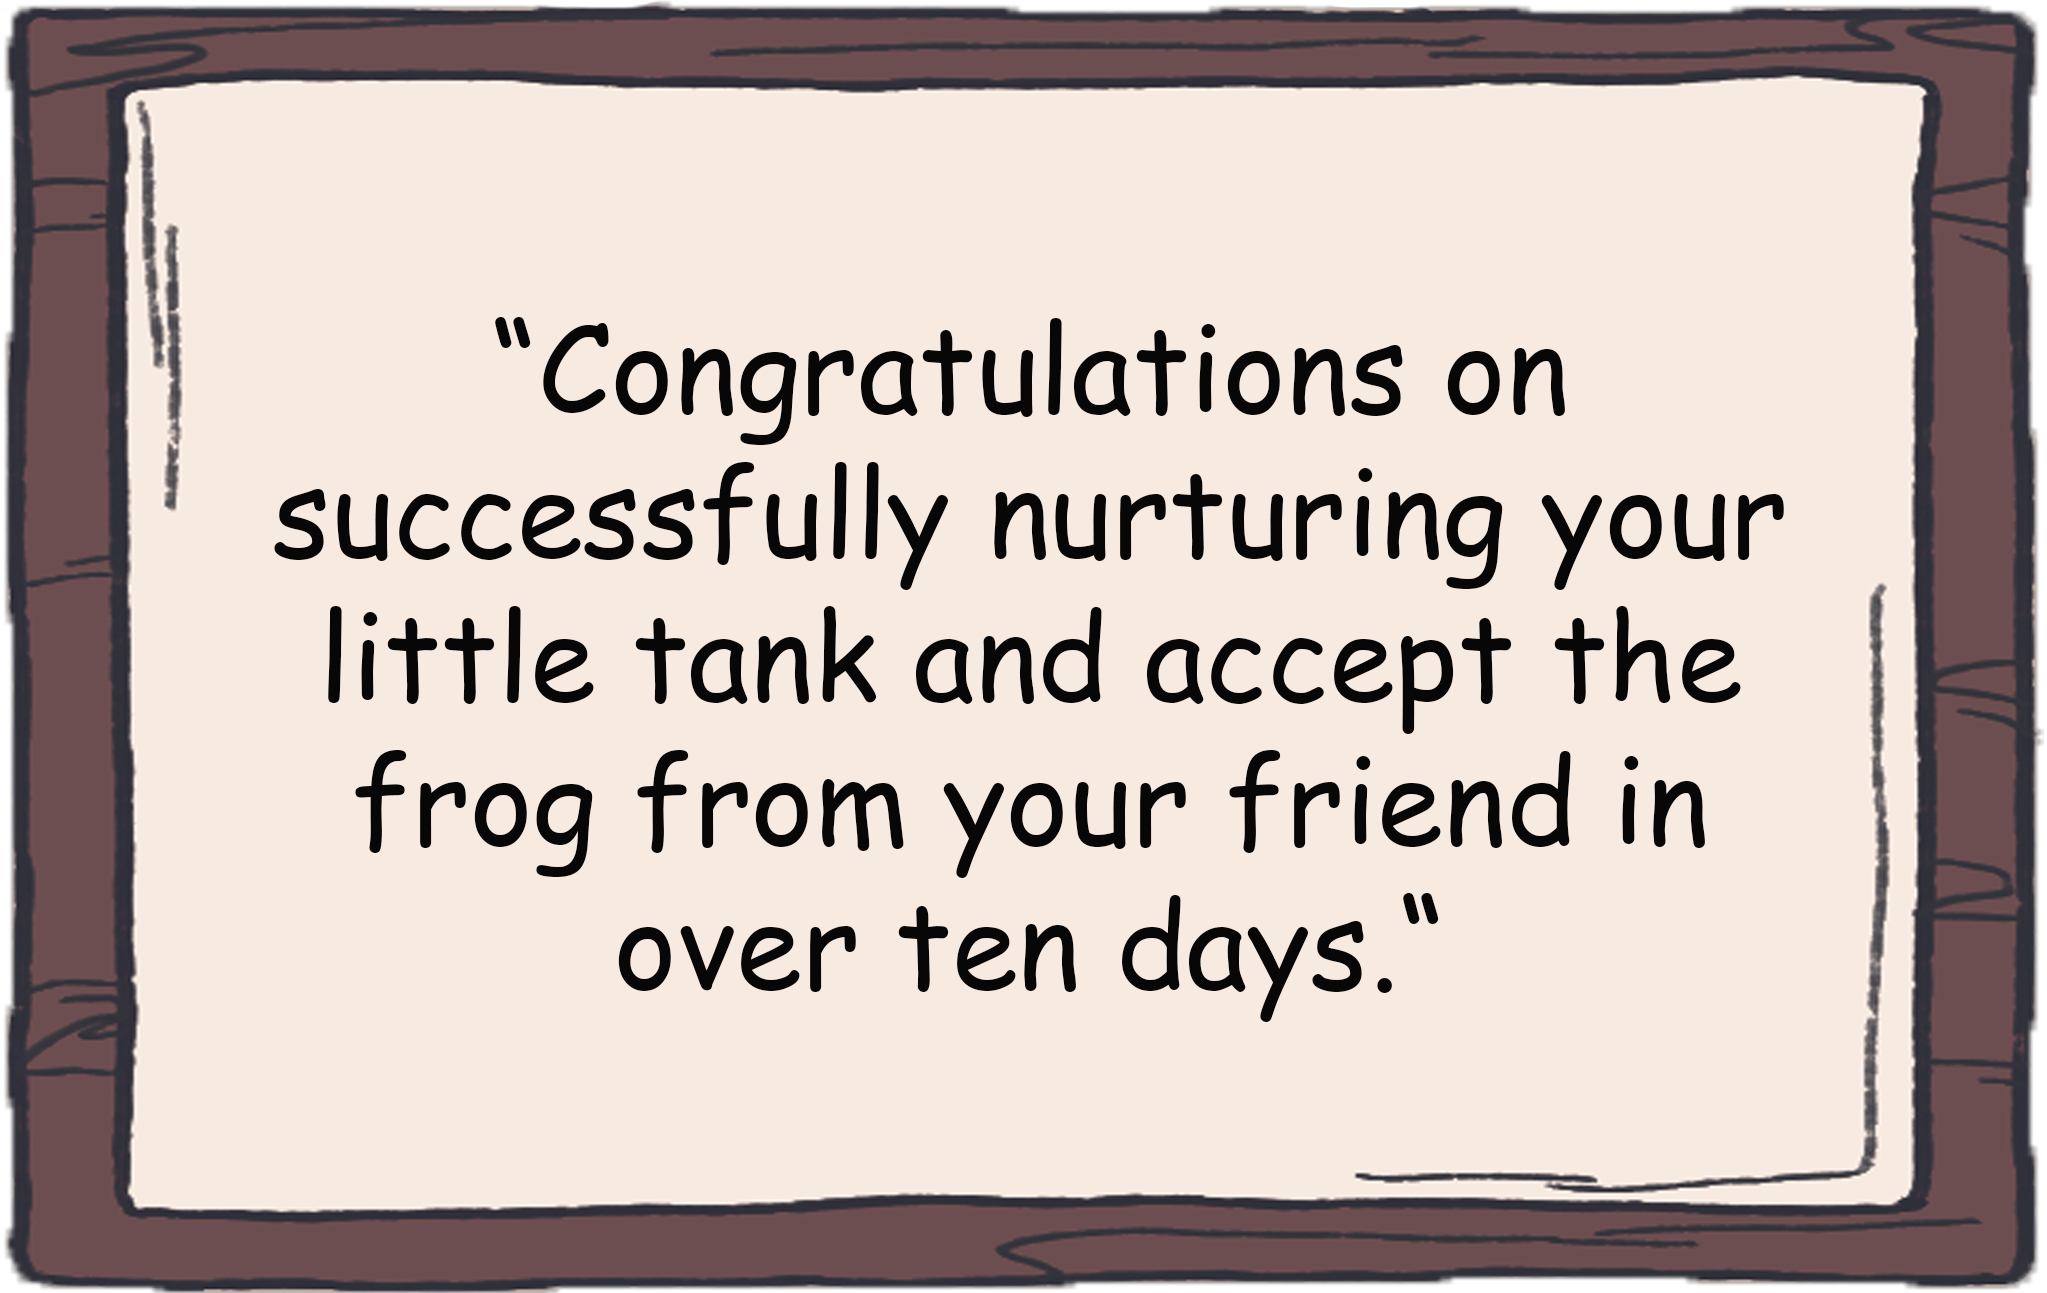 “Congratulations on
successfully nurturing your
little tank and accept the
frog from your friend in
over ten days.“